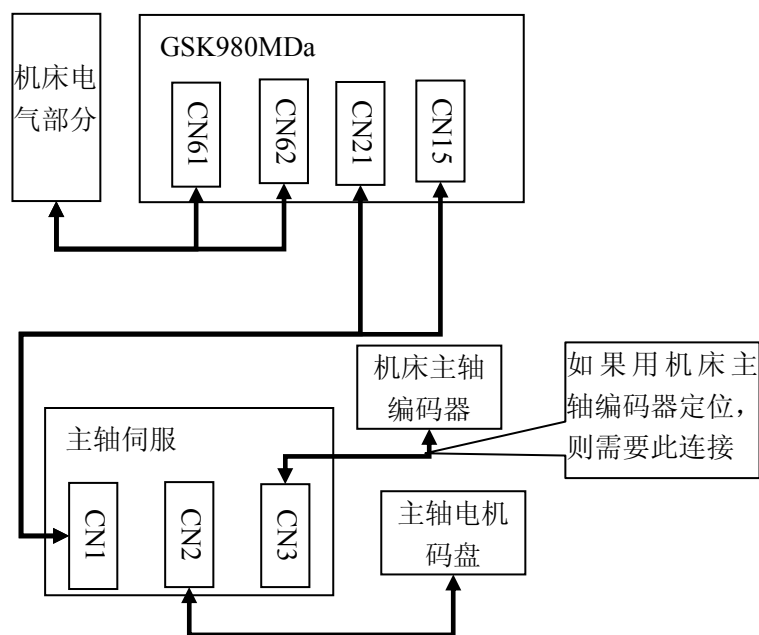 GSK980MDa
机床电
气部分
CN61
CN62
CN21
CN15
机床主轴
编码器
如果用机床主
轴编码器定位，
则需要此连接
主轴伺服
CN1
CN2
CN3
主轴电机
码盘